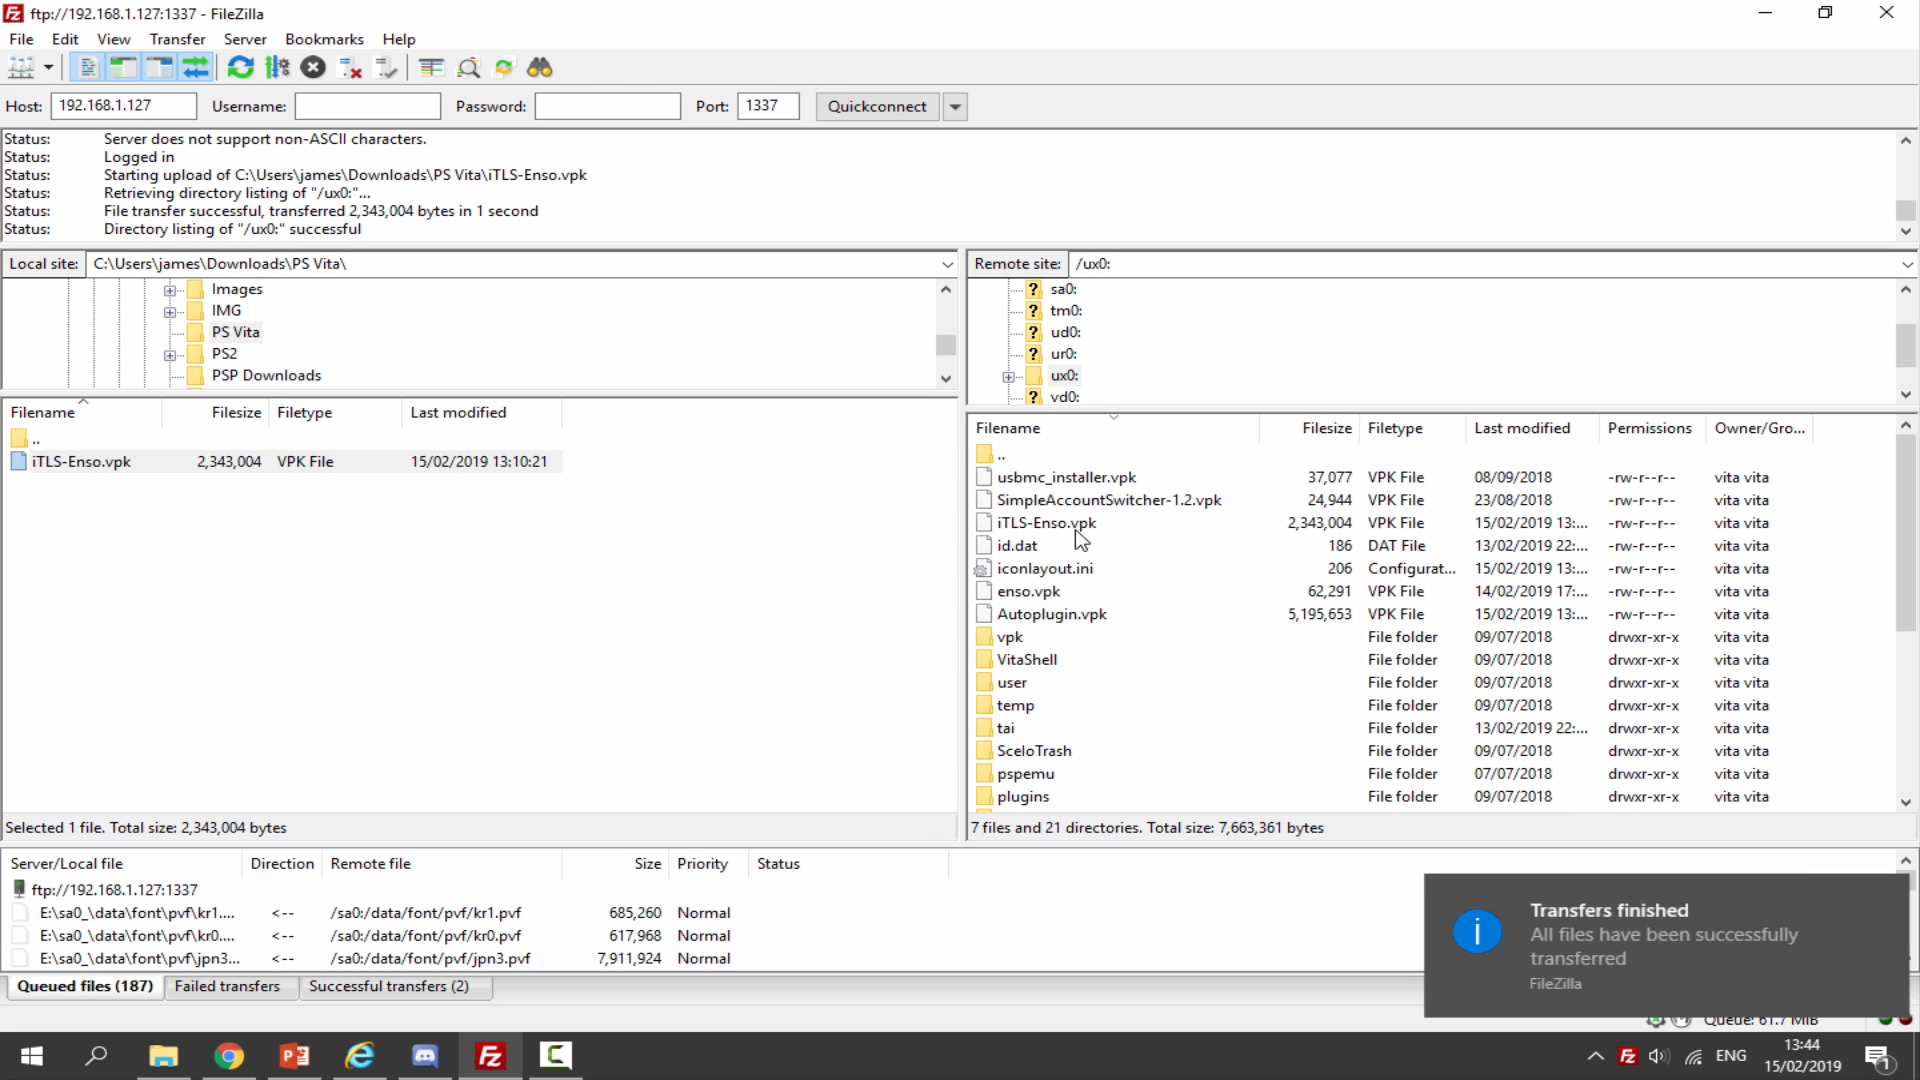 ftp://192.168.1.127:1337 - FileZilla
File Edit View Transfer Server Bookmarks Help
Host: 192.168.1.127 Username: Password: Port: 1337 Quickconnect
Status: Server does not support non-ASCII characters.
Status: Logged in
Status: Starting upload of C:\Users\james\Downloads\PS Vita\iTLS-Enso.vpk
Status: Retrieving directory listing of "/ux0:"...
Status: File transfer successful, transferred 2,343,004 bytes in 1 second
Status: Directory listing of "/ux0:" successful
Local site: C:\Users\james\Downloads\PS Vita\
Images
IMG
PS Vita
PS2
PSP Downloads
Filename Filesize Filetype Last modified
..
iTLS-Enso.vpk 2,343,004 VPK File 15/02/2019 13:10:21
Selected 1 file. Total size: 2,343,004 bytes
Remote site: /ux0:
sa0:
tm0:
ud0:
ur0:
ux0:
vd0:
Filename Filesize Filetype Last modified Permissions Owner/Gro...
..
usbmc_installer.vpk 37,077 VPK File 08/09/2018 -rw-r--r-- vita vita
SimpleAccountSwitcher-1.2.vpk 24,944 VPK File 23/08/2018 -rw-r--r-- vita vita
iTLS-Enso.vpk 2,343,004 VPK File 15/02/2019 13:... -rw-r--r-- vita vita
id.dat 186 DAT File 13/02/2019 22:... -rw-r--r-- vita vita
iconlayout.ini 206 Configurat... 15/02/2019 13:... -rw-r--r-- vita vita
enso.vpk 62,291 VPK File 14/02/2019 17:... -rw-r--r-- vita vita
Autoplugin.vpk 5,195,653 VPK File 15/02/2019 13:... -rw-r--r-- vita vita
vpk File folder 09/07/2018 drwxr-xr-x vita vita
VitaShell File folder 09/07/2018 drwxr-xr-x vita vita
user File folder 09/07/2018 drwxr-xr-x vita vita
temp File folder 09/07/2018 drwxr-xr-x vita vita
tai File folder 13/02/2019 22:... drwxr-xr-x vita vita
SceIoTrash File folder 09/07/2018 drwxr-xr-x vita vita
pspemu File folder 07/07/2018 drwxr-xr-x vita vita
plugins File folder 09/07/2018 drwxr-xr-x vita vita
7 files and 21 directories. Total size: 7,663,361 bytes
Server/Local file Direction Remote file Size Priority Status
ftp://192.168.1.127:1337
E:\sa0_\data\font\pvf\kr1.... <-- /sa0:/data/font/pvf/kr1.pvf 685,260 Normal
E:\sa0_\data\font\pvf\kr0.... <-- /sa0:/data/font/pvf/kr0.pvf 617,968 Normal
E:\sa0_\data\font\pvf\jpn3... <-- /sa0:/data/font/pvf/jpn3.pvf 7,911,924 Normal
Queued files (187) Failed transfers Successful transfers (2)
Transfers finished
All files have been successfully
transferred
FileZilla
Queue: 61.7 MiB
ENG
13:44
15/02/2019
1